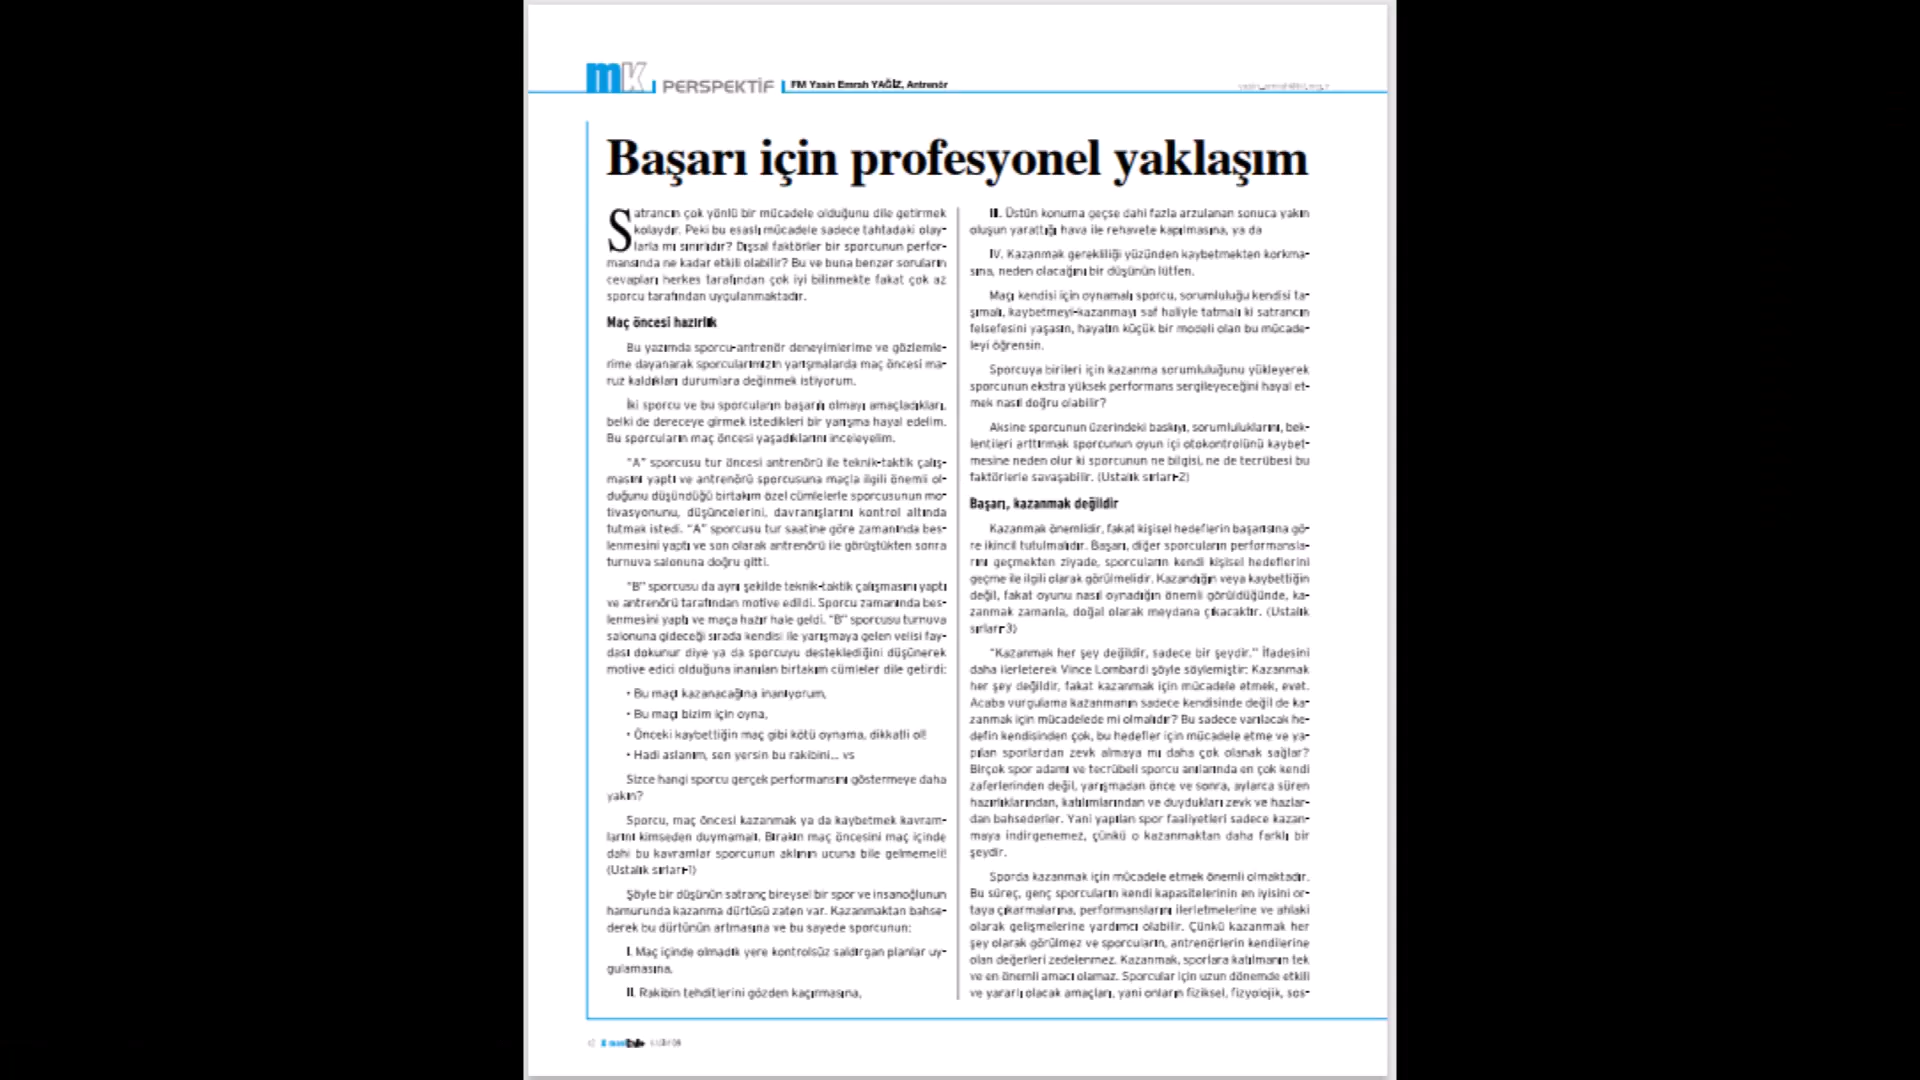 mK PERSPEKTİF FM Yasin Emrah YAĞIZ, Antrenör
Başarı için profesyonel yaklaşım
Satrancın çok yönlü bir mücadele olduğunu dile getirmek
kolaydır. Peki bu esaslı mücadele sadece tahtadaki olay-
larla mı sınırlıdır? Dışsal faktörler bir sporcunun perfor-
mansında ne kadar etkili olabilir? Bu ve buna benzer soruların
cevapları herkes tarafından çok iyi bilinmekte fakat çok az
sporcu tarafından uygulanmaktadır.
Maç öncesi hazırlık
Bu yazımda sporcu-antrenör deneyimlerime ve gözlemle-
rime dayanarak sporcularımızın yarışmalarda maç öncesi ma-
ruz kaldıkları durumlara değinmek istiyorum.
İki sporcu ve bu sporcuların başarılı olmayı amaçladıkları,
belki de dereceye girmek istedikleri bir yarışma hayal edelim.
Bu sporcuların maç öncesi yaşadıklarını inceleyelim.
"A" sporcusu tur öncesi antrenörü ile teknik-taktik çalış-
masını yaptı ve antrenörü sporcusuna maçla ilgili önemli ol-
duğunu düşündüğü birtakım özel cümlelerle sporcusunun mo-
tivasyonunu, düşüncelerini, davranışlarını kontrol altında
tutmak istedi. "A" sporcusu tur saatine göre zamanında bes-
lenmesini yaptı ve son olarak antrenörü ile görüştükten sonra
turnuva salonuna doğru gitti.
"B" sporcusu da aynı şekilde teknik-taktik çalışmasını yaptı
ve antrenörü tarafından motive edildi. Sporcu zamanında bes-
lenmesini yaptı ve maça hazır hale geldi. "B" sporcusu turnuva
salonuna gideceği sırada kendisi ile yarışmaya gelen velisi fay-
dası dokunur diye ya da sporcuyu desteklediğini düşünerek
motive edici olduğuna inanılan birtakım cümleler dile getirdi:
• Bu maçı kazanacağına inanıyorum,
• Bu maçı bizim için oyna,
• Önceki kaybettiğin maç gibi kötü oynama, dikkatli ol!
• Hadi aslanım, sen yersin bu rakibini... vs
Sizce hangi sporcu gerçek performansını göstermeye daha
yakın?
Sporcu, maç öncesi kazanmak ya da kaybetmek kavram-
larını kimseden duymamalı. Bırakın maç öncesini maç içinde
dahi bu kavramlar sporcunun aklının ucuna bile gelmemeli!
(Ustalık sırları-1)
Şöyle bir düşünün satranç bireysel bir spor ve insanoğlunun
hamurunda kazanma dürtüsü zaten var. Kazanmaktan bahse-
derek bu dürtünün artmasına ve bu sayede sporcunun:
I. Maç içinde olmadık yere kontrolsüz saldırgan planlar uy-
gulamasına,
II. Rakibin tehditlerini gözden kaçırmasına,
III. Üstün konuma geçse dahi fazla arzulanan sonuca yakın
oluşun yarattığı hava ile rehavete kapılmasına, ya da
IV. Kazanmak gerekliliği yüzünden kaybetmekten korkma-
sına, neden olacağını bir düşünün lütfen.
Maçı kendisi için oynamalı sporcu, sorumluluğu kendisi ta-
şımalı, kaybetmeyi-kazanmayı saf haliyle tatmalı ki satrancın
felsefesini yaşasın, hayatın küçük bir modeli olan bu mücade-
leyi öğrensin.
Sporcuya birileri için kazanma sorumluluğunu yükleyerek
sporcunun ekstra yüksek performans sergileyeceğini hayal et-
mek nasıl doğru olabilir?
Aksine sporcunun üzerindeki baskıyı, sorumluluklarını, bek-
lentileri arttırmak sporcunun oyun içi otokontrolünü kaybet-
mesine neden olur ki sporcunun ne bilgisi, ne de tecrübesi bu
faktörlerle savaşabilir. (Ustalık sırları-2)
Başarı, kazanmak değildir
Kazanmak önemlidir, fakat kişisel hedeflerin başarısına gö-
re ikincil tutulmalıdır. Başarı, diğer sporcuların performansla-
rını geçmekten ziyade, sporcuların kendi kişisel hedeflerini
geçme ile ilgili olarak görülmelidir. Kazandığın veya kaybettiğin
değil, fakat oyunu nasıl oynadığın önemli görüldüğünde, ka-
zanmak zamanla, doğal olarak meydana çıkacaktır. (Ustalık
sırları-3)
"Kazanmak her şey değildir, sadece bir şeydir." İfadesini
daha ilerleterek Vince Lombardi şöyle söylemiştir: Kazanmak
her şey değildir, fakat kazanmak için mücadele etmek, evet.
Acaba vurgulama kazanmanın sadece kendisinde değil de ka-
zanmak için mücadelede mi olmalıdır? Bu sadece varılacak he-
defin kendisinden çok, bu hedefler için mücadele etme ve ya-
pılan sporlardan zevk almaya mı daha çok olanak sağlar?
Birçok spor adamı ve tecrübeli sporcu anılarında en çok kendi
zaferlerinden değil, yarışmadan önce ve sonra, aylarca süren
hazırlıklarından, katılımlarından ve duydukları zevk ve hazlar-
dan bahsederler. Yani yapılan spor faaliyetleri sadece kazan-
maya indirgenemez, çünkü o kazanmaktan daha farklı bir
şeydir.
Sporda kazanmak için mücadele etmek önemli olmaktadır.
Bu süreç, genç sporcuların kendi kapasitelerinin en iyisini or-
taya çıkarmalarına, performanslarını ilerletmelerine ve ahlaki
olarak gelişmelerine yardımcı olabilir. Çünkü kazanmak her
şey olarak görülmez ve sporcuların, antrenörlerin kendilerine
olan değerleri zedelenmez. Kazanmak, sporlara katılmanın tek
ve en önemli amacı olamaz. Sporcular için uzun dönemde etkili
ve yararlı olacak amaçları, yani onların fiziksel, fizyolojik, sos-